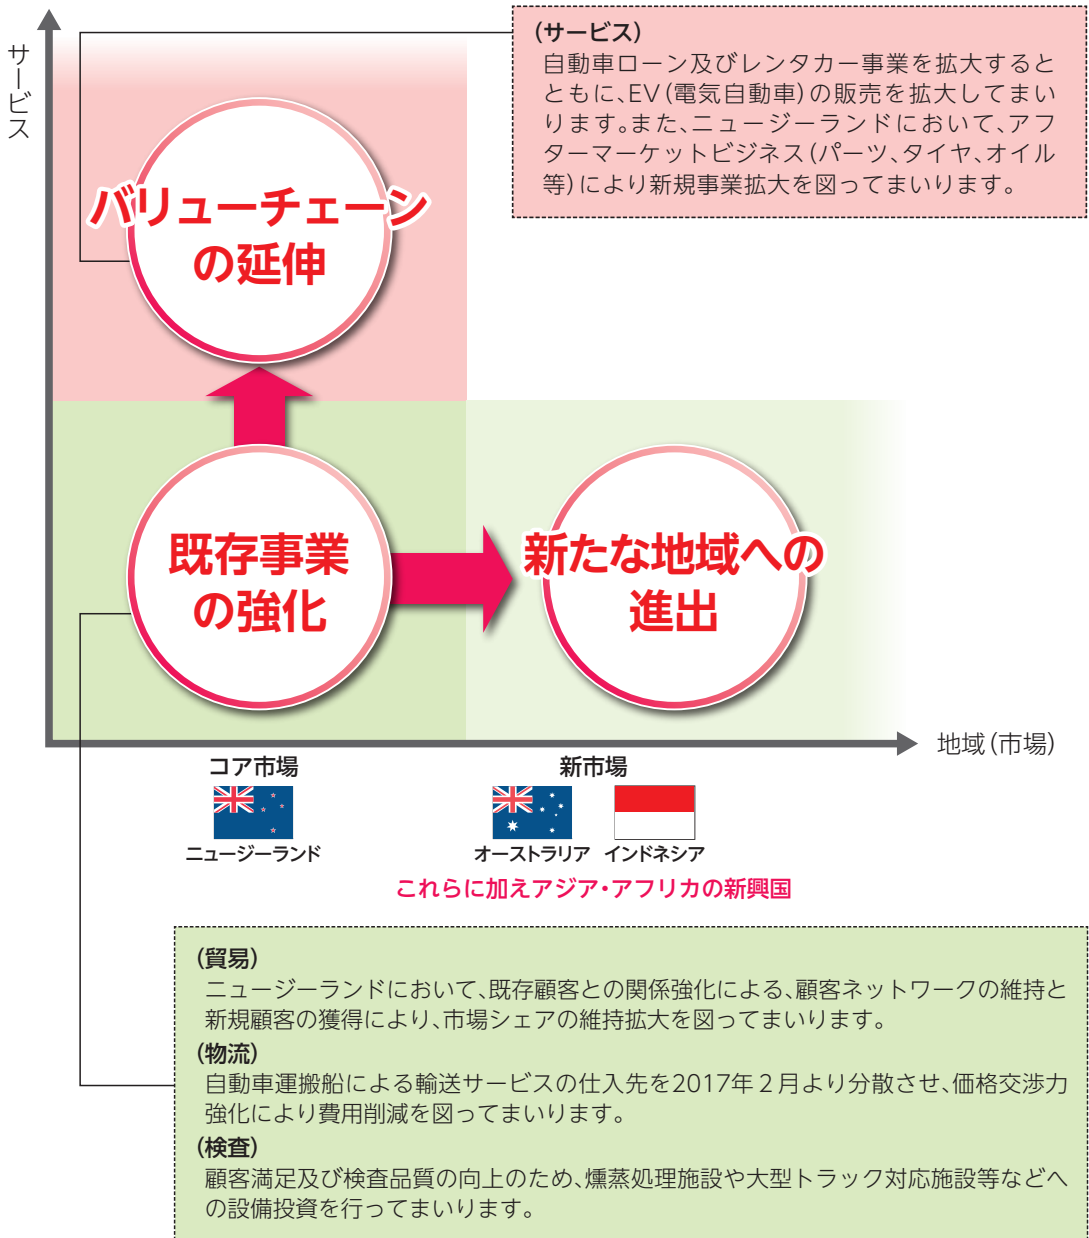 サービス
(サービス)
自動車ローン及びレンタカー事業を拡大すると
ともに、EV(電気自動車)の販売を拡大してまい
ります。また、ニュージーランドにおいて、アフ
ターマーケットビジネス(パーツ、タイヤ、オイル
等)により新規事業拡大を図ってまいります。
バリューチェーン
の延伸
既存事業
の強化
新たな地域への
進出
地域(市場)
コア市場
新市場
ニュージーランド
オーストラリア
インドネシア
これらに加えアジア・アフリカの新興国
(貿易)
ニュージーランドにおいて、既存顧客との関係強化による、顧客ネットワークの維持と
新規顧客の獲得により、市場シェアの維持拡大を図ってまいります。
(物流)
自動車運搬船による輸送サービスの仕入先を2017年2月より分散させ、価格交渉力
強化により費用削減を図ってまいります。
(検査)
顧客満足及び検査品質の向上のため、燻蒸処理施設や大型トラック対応施設等などへ
の設備投資を行ってまいります。